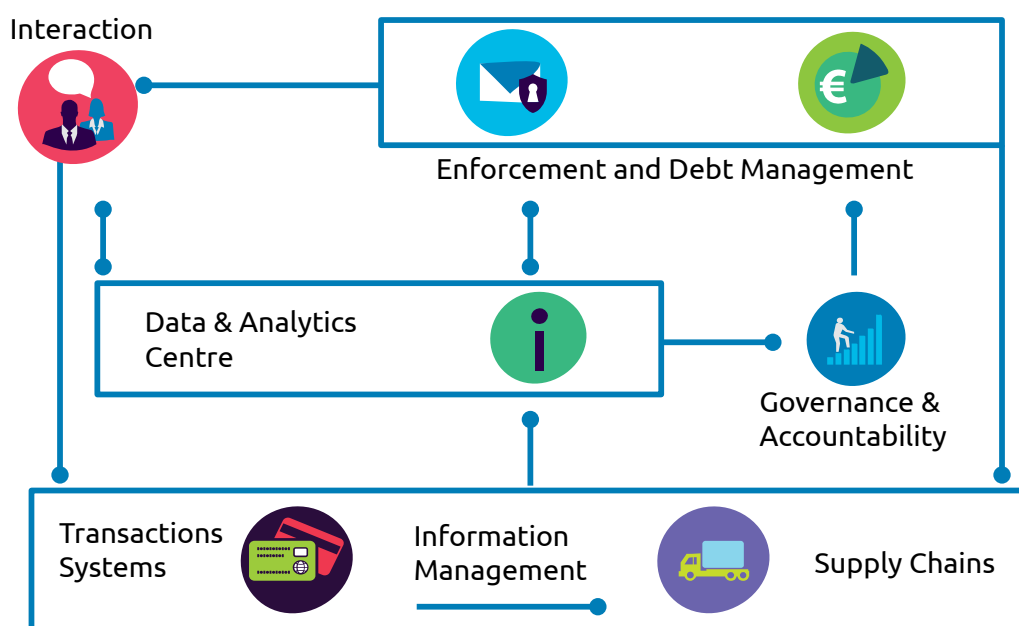 Interaction
€
Enforcement and Debt Management
Data & Analytics
Centre
Governance &
Accountability
Transactions
Systems
Information
Management
Supply Chains